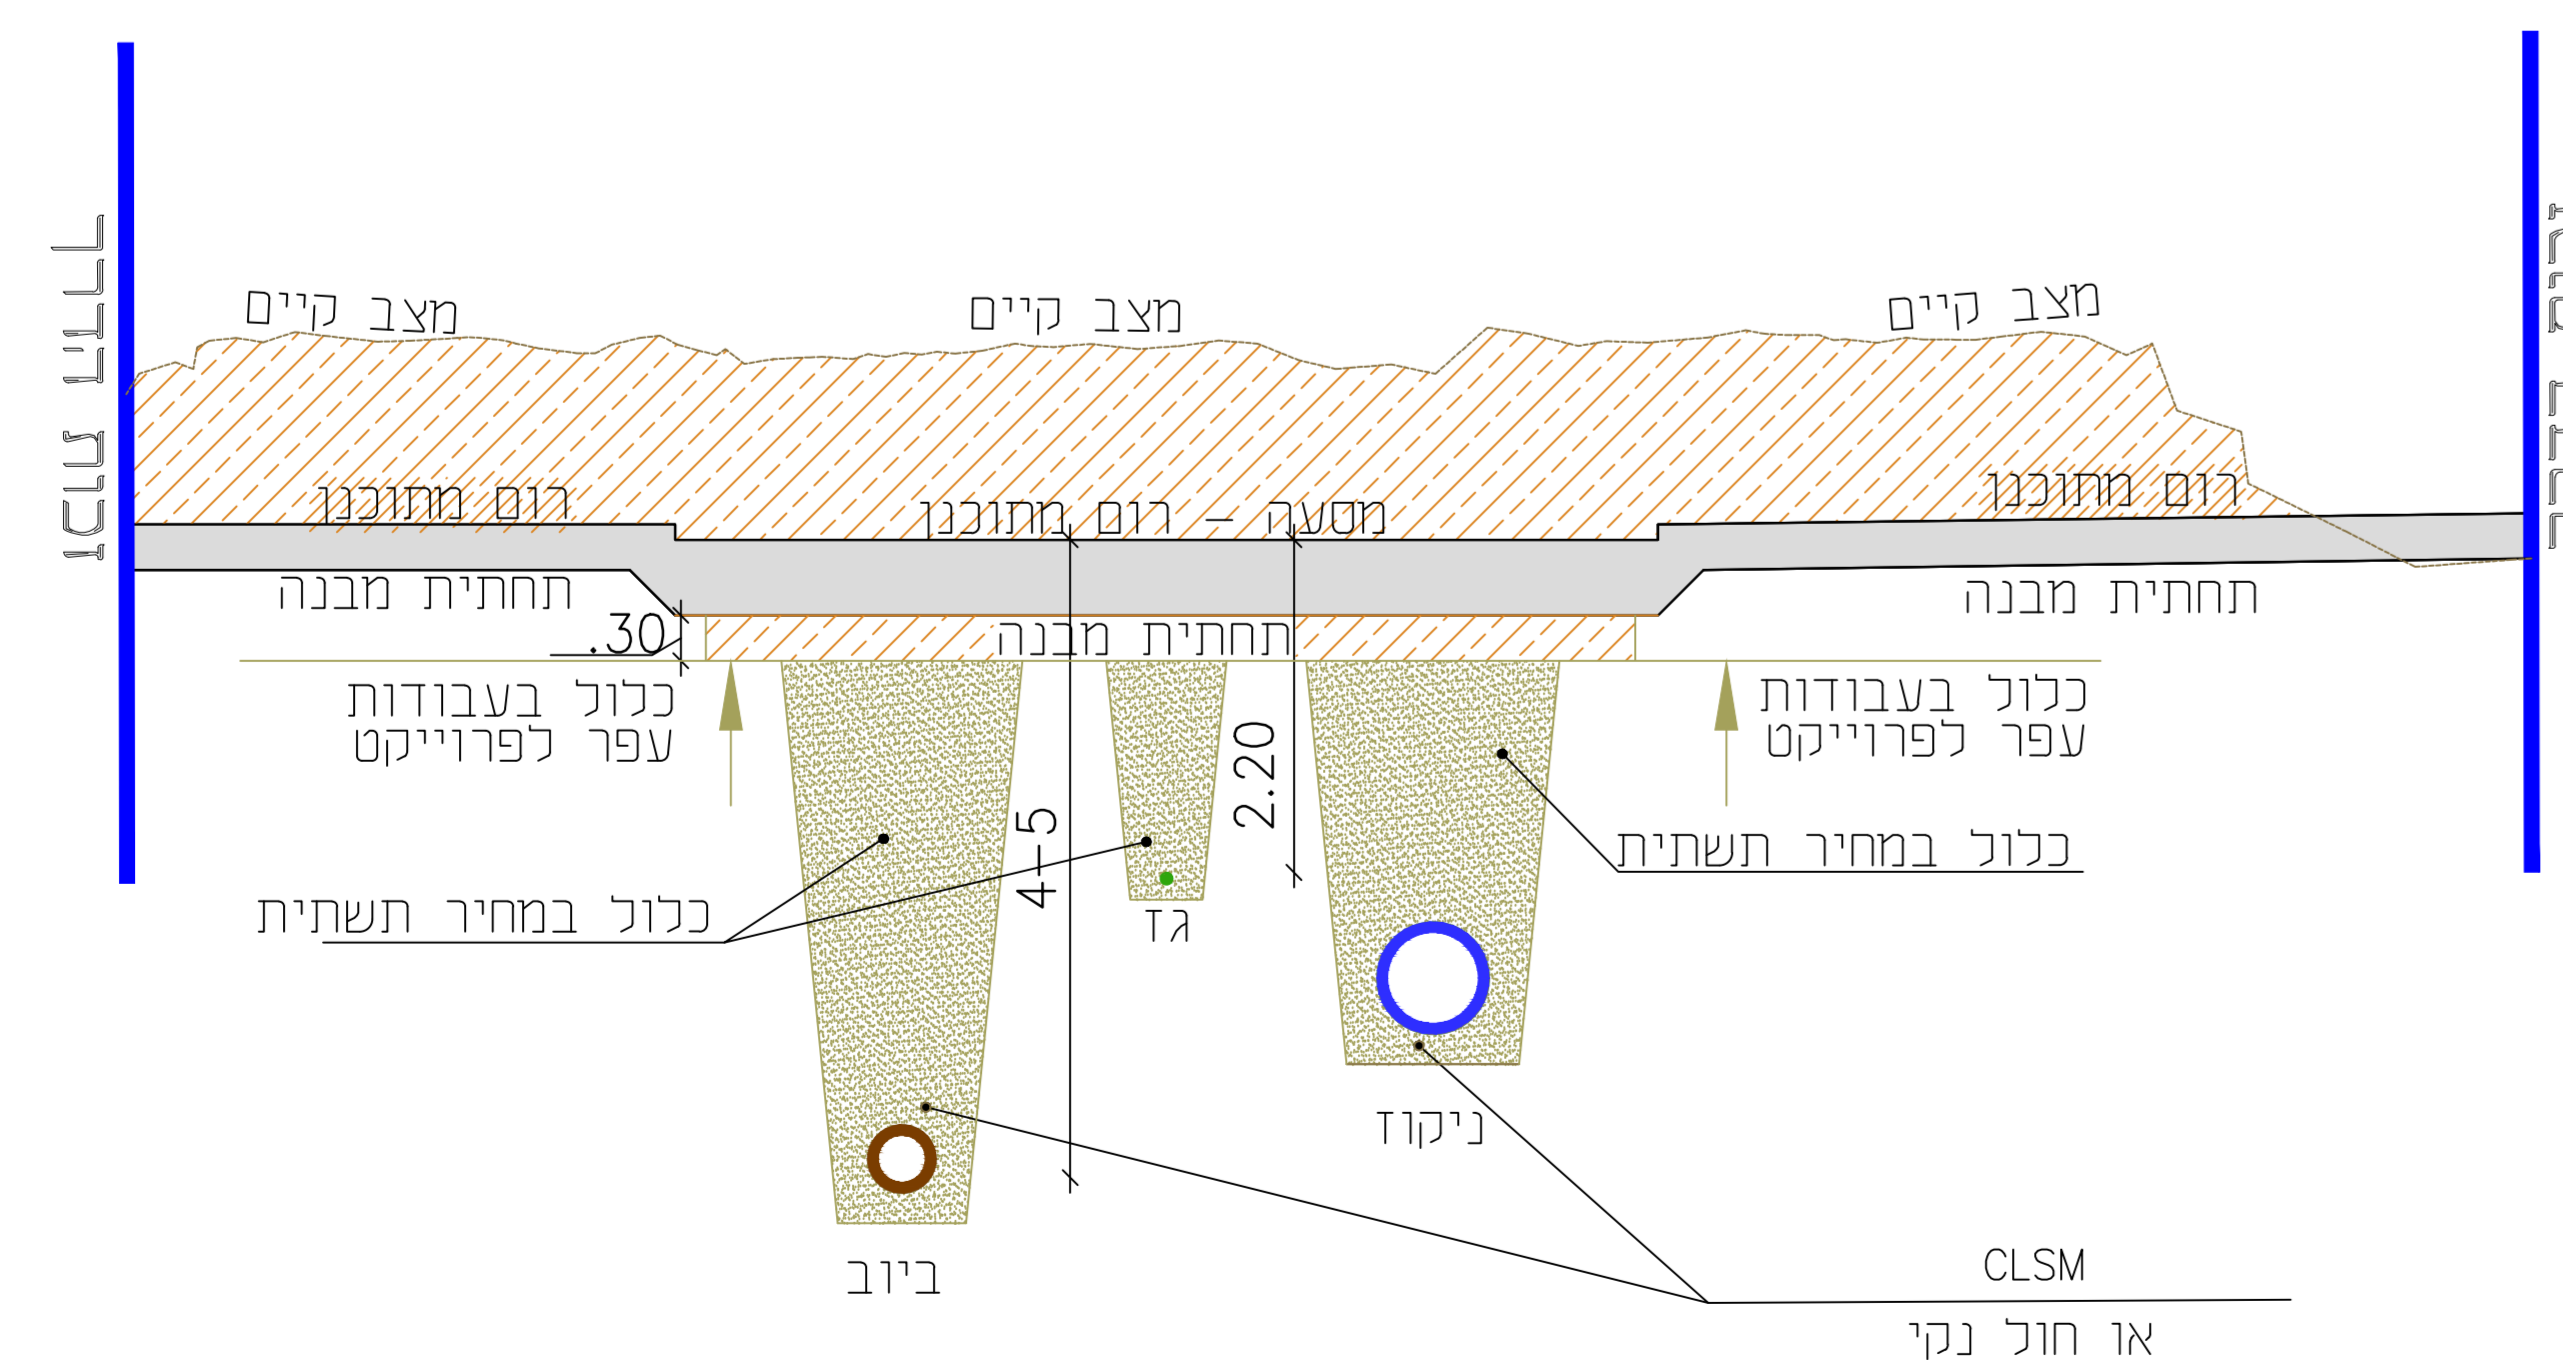 מצב קיים
מצב קיים
מצב קיים
זכות הדרך
רום מתוכנן
מסעה - רום מתוכנן
רום מתוכנן
תחתית מבנה
תחתית מבנה
תחתית מבנה
.30
כלול בעבודות
עפר לפרוייקט
כלול בעבודות
עפר לפרוייקט
2.20
4-5
כלול במחיר תשתית
כלול במחיר תשתית
גז
ניקוז
ביוב
CLSM
או חול נקי